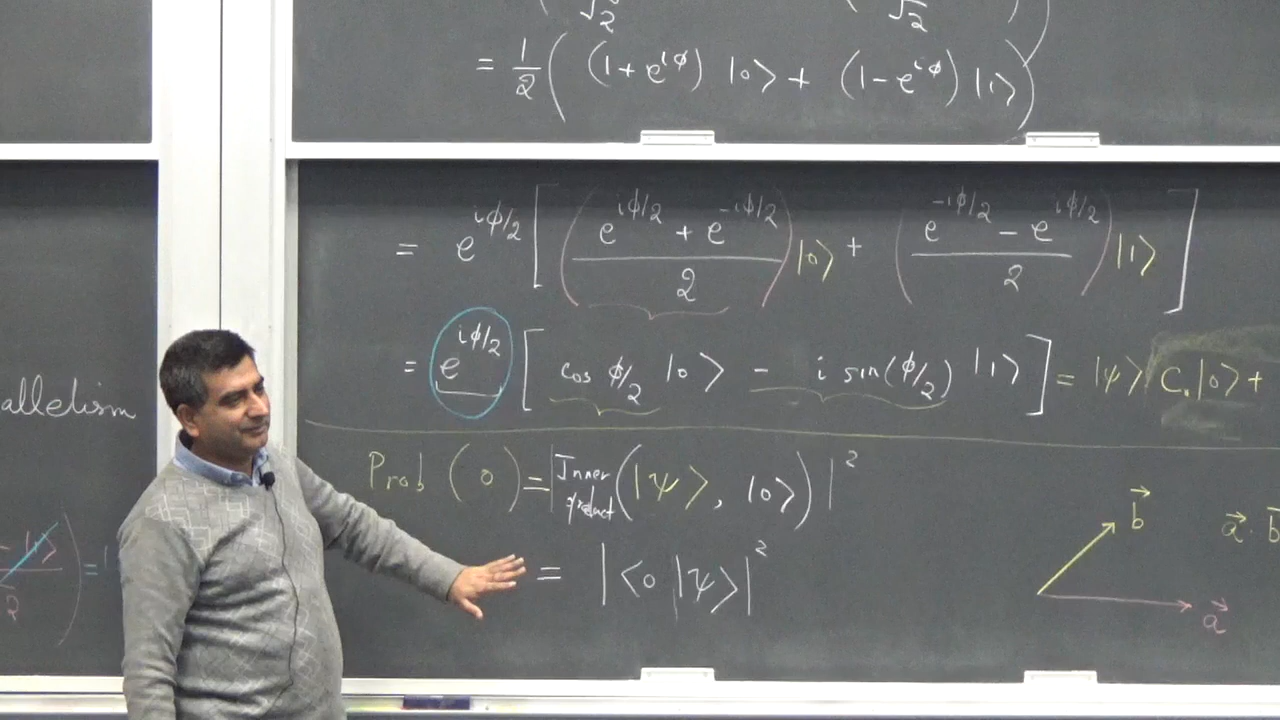 √2 √2
= 1/2 ( (1+e^{iϕ}) |0> + (1-e^{iϕ}) |1> )
= e^{iϕ/2} [ ( (e^{iϕ/2} + e^{-iϕ/2}) / 2 ) |0> + ( (e^{-iϕ/2} - e^{iϕ/2}) / 2 ) |1> ]
= e^{iϕ/2} [ cos ϕ/2 |0> - i sin(ϕ/2) |1> ] = |ψ> C₀|0> +
allelism
Prob (0) = |Inner product (|ψ>, |0>)|²
= |<0|ψ>|²
b⃗
a⃗ · b⃗
a⃗